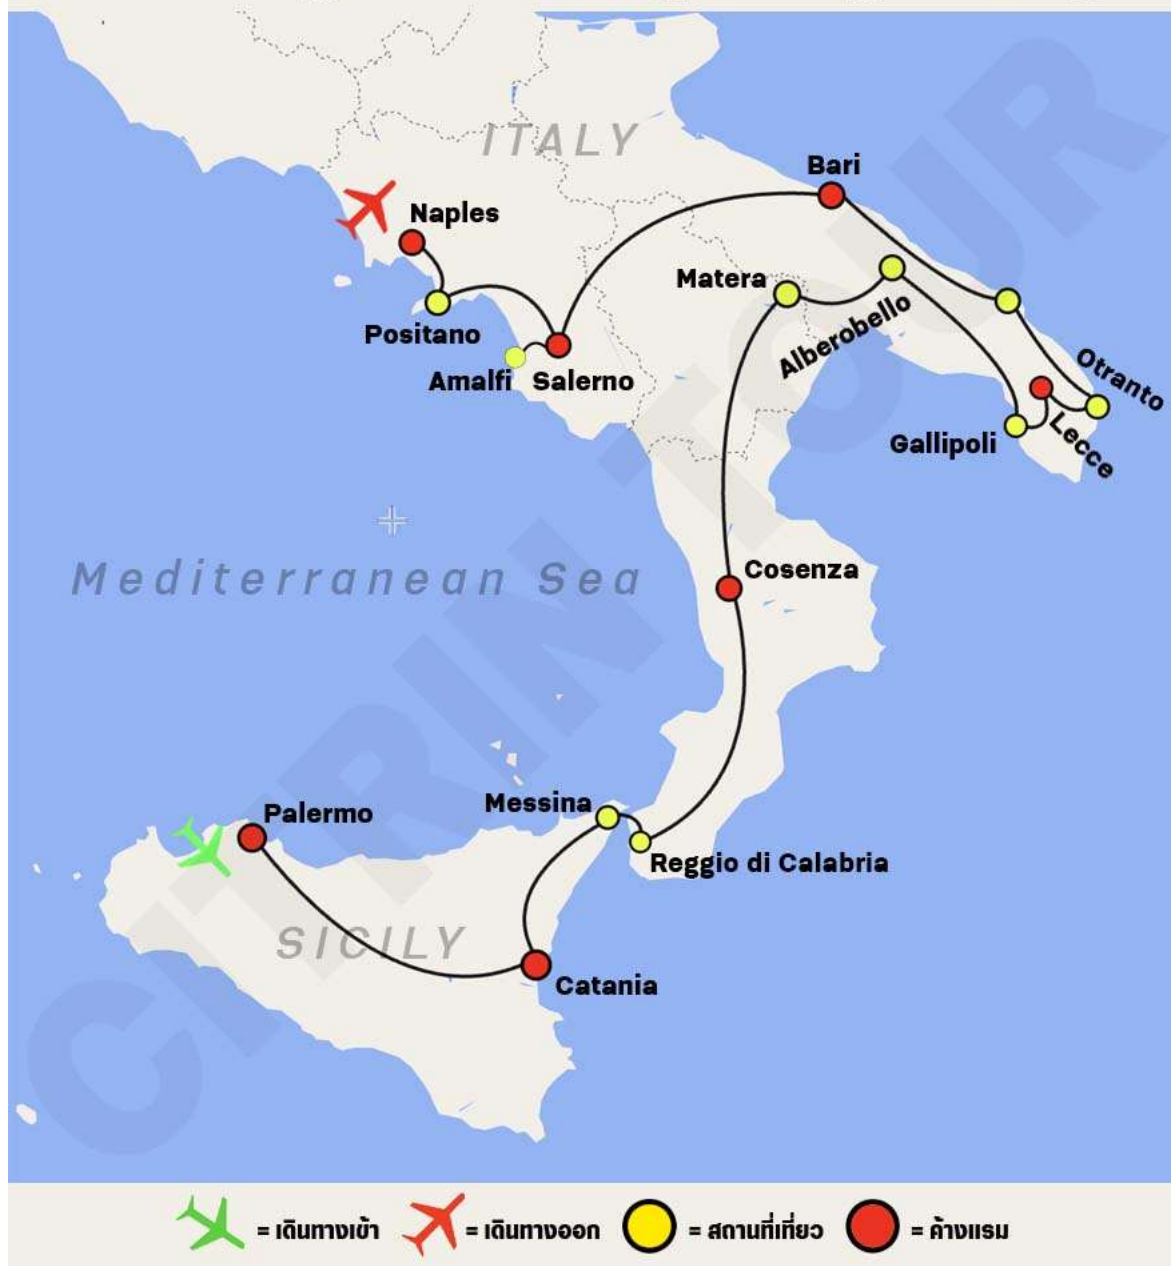 ITALY
Bari
Naples
Matera
Positano
Alberobello
Otranto
Amalfi
Salerno
Gallipoli
Lecce
Mediterranean Sea
Cosenza
Messina
Palermo
Reggio di Calabria
SICILY
Catania
CITRIN TOUR
= เดินทางเข้า = เดินทางออก = สถานที่เที่ยว = ค้างแรม